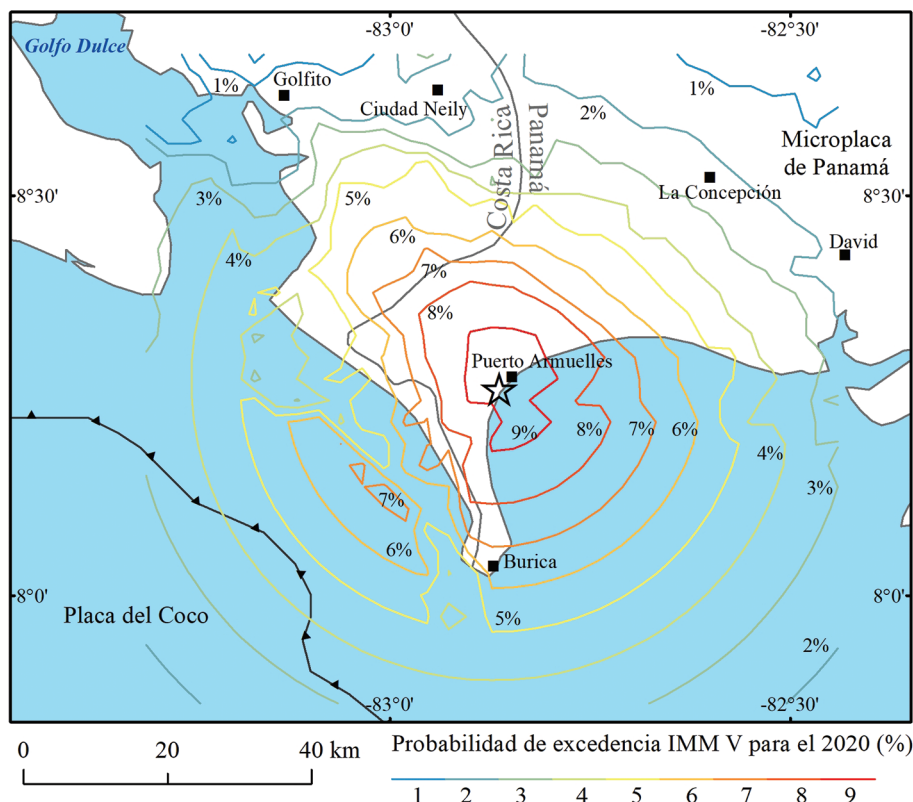 -83°0'
-82°30'
Golfo Dulce
1%
Golfito
Ciudad Neily
2%
1%
Costa Rica
Panamá
Microplaca
de Panamá
8°30'
3%
5%
La Concepción
8°30'
4%
6%
David
7%
8%
Puerto Armuelles
9%
8%
7%
6%
4%
3%
7%
6%
Burica
8°0'
Placa del Coco
5%
8°0'
2%
-83°0'
-82°30'
0
20
40 km
Probabilidad de excedencia IMM V para el 2020 (%)
1 2 3 4 5 6 7 8 9